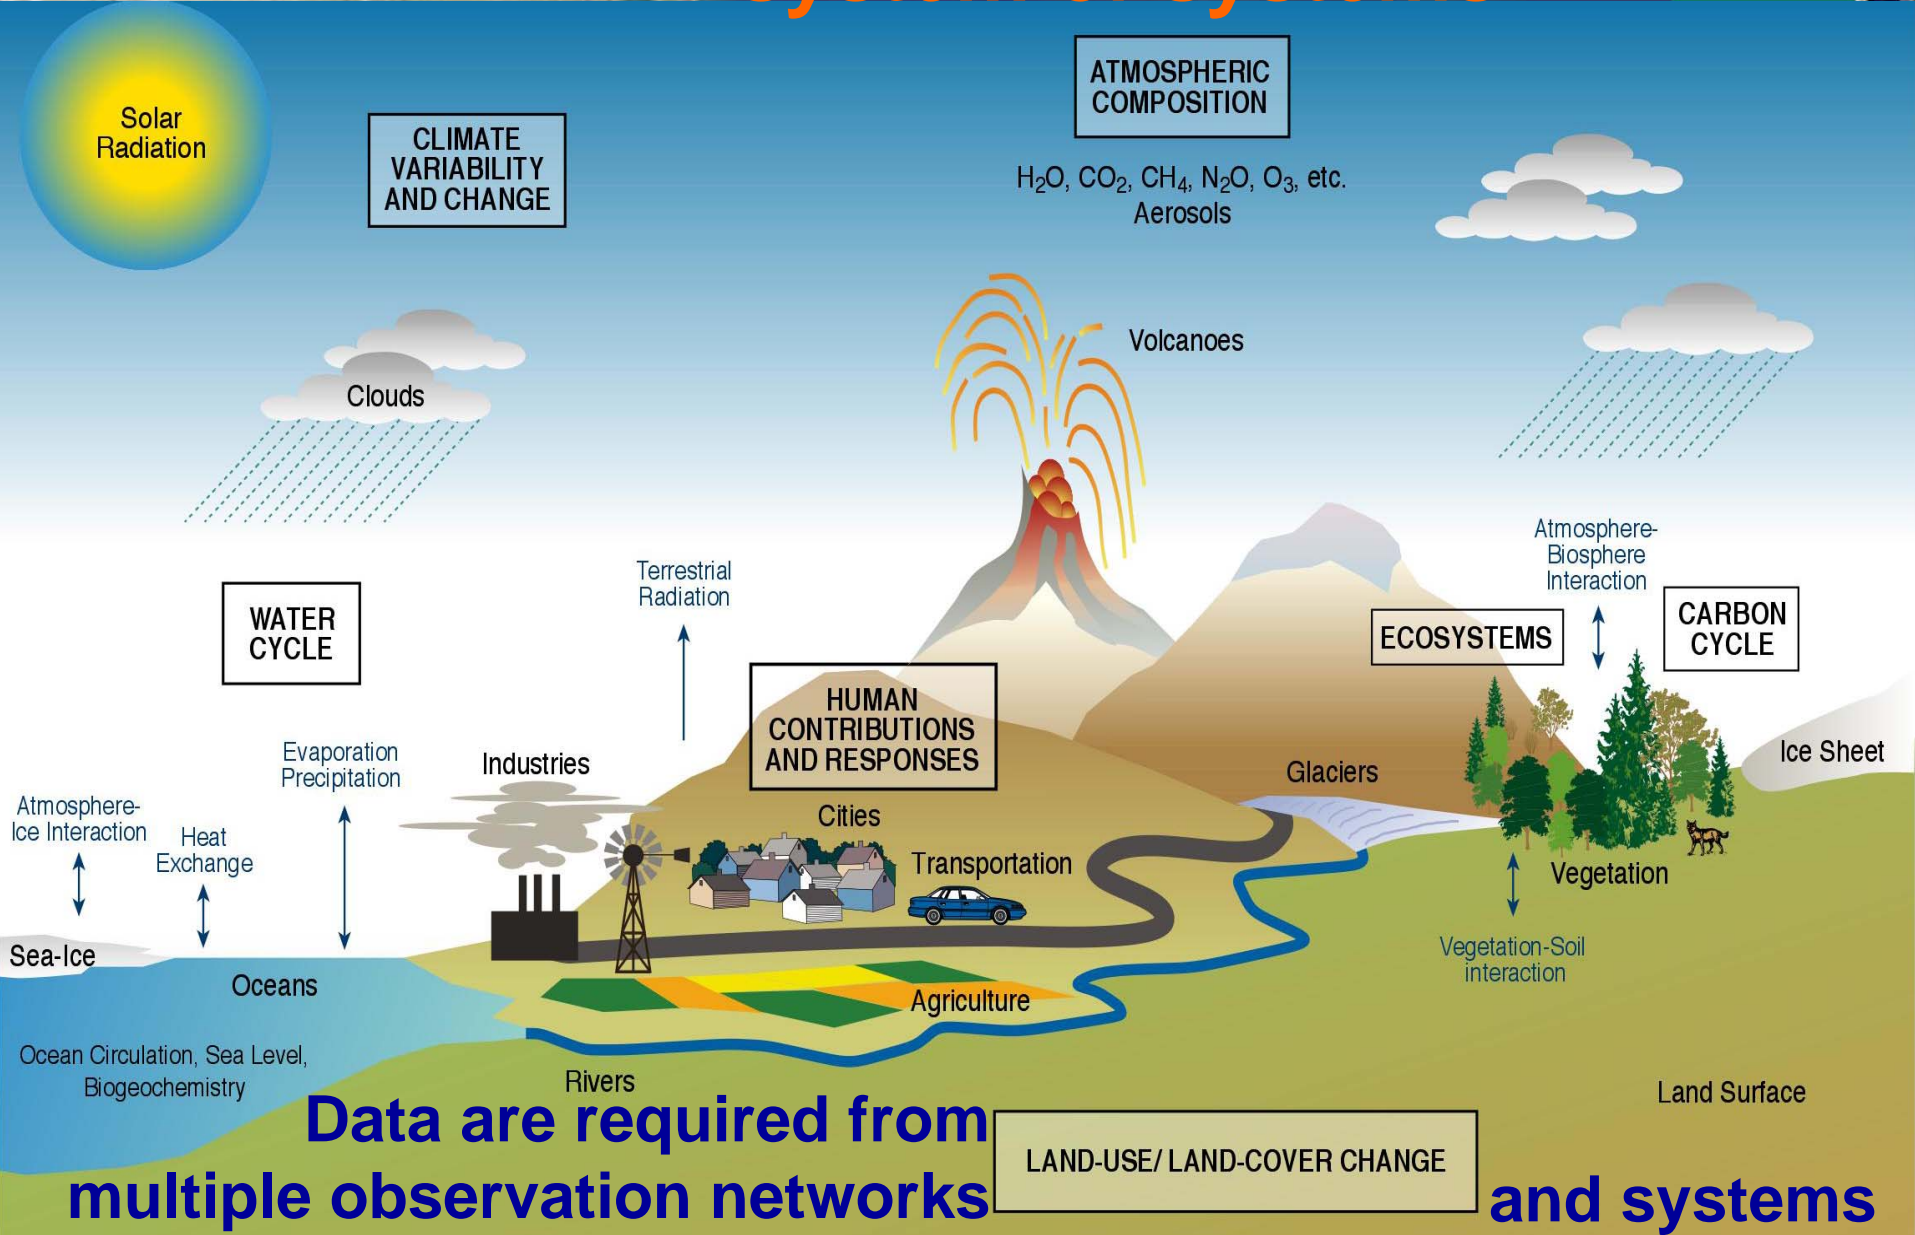 Solar
Radiation
CLIMATE
VARIABILITY
AND CHANGE
ATMOSPHERIC
COMPOSITION
H₂O, CO₂, CH₄, N₂O, O₃, etc.
Aerosols
Volcanoes
Clouds
Atmosphere-
Biosphere
Interaction
Terrestrial
Radiation
WATER
CYCLE
ECOSYSTEMS
CARBON
CYCLE
HUMAN
CONTRIBUTIONS
AND RESPONSES
Evaporation
Precipitation
Industries
Glaciers
Ice Sheet
Atmosphere-
Ice Interaction
Heat
Exchange
Cities
Transportation
Vegetation
Vegetation-Soil
interaction
Sea-Ice
Oceans
Agriculture
Ocean Circulation, Sea Level,
Biogeochemistry
Rivers
Land Surface
Data are required from
LAND-USE/ LAND-COVER CHANGE
multiple observation networks and systems